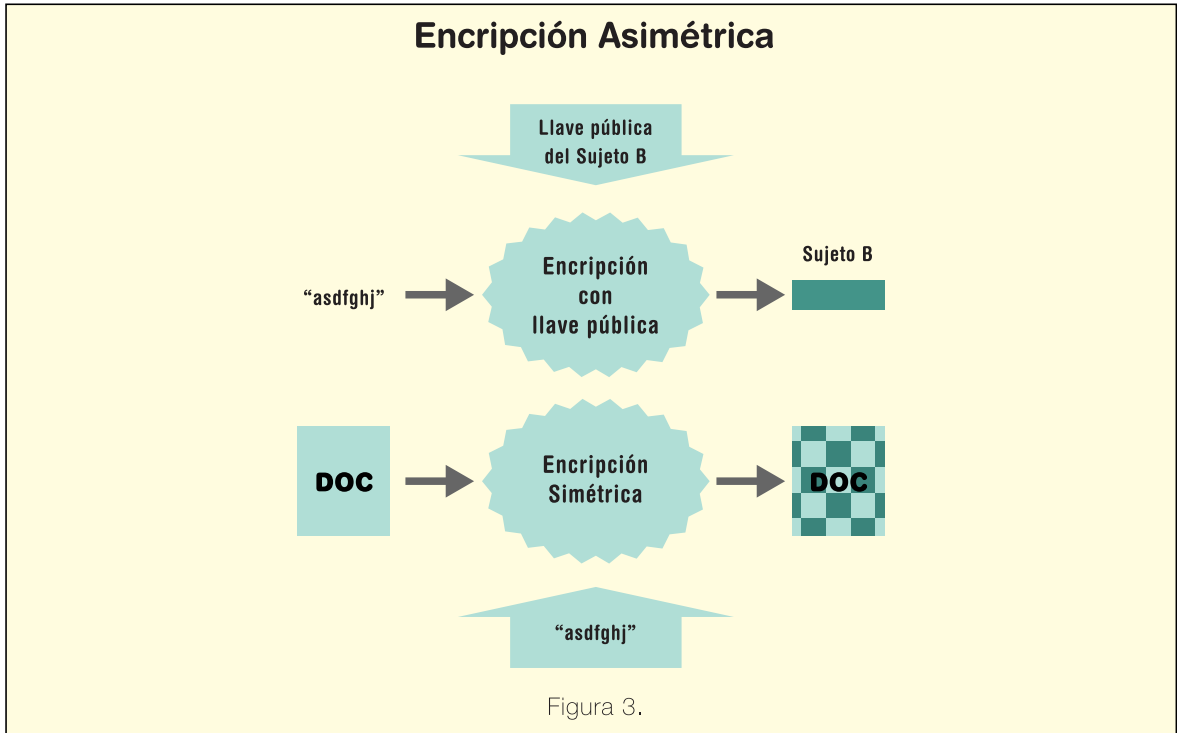 Encripción Asimétrica
Llave pública
del Sujeto B
Encripción
con
llave pública
“asdfghj”
Sujeto B
DOC
Encripción
Simétrica
DOC
“asdfghj”
Figura 3.